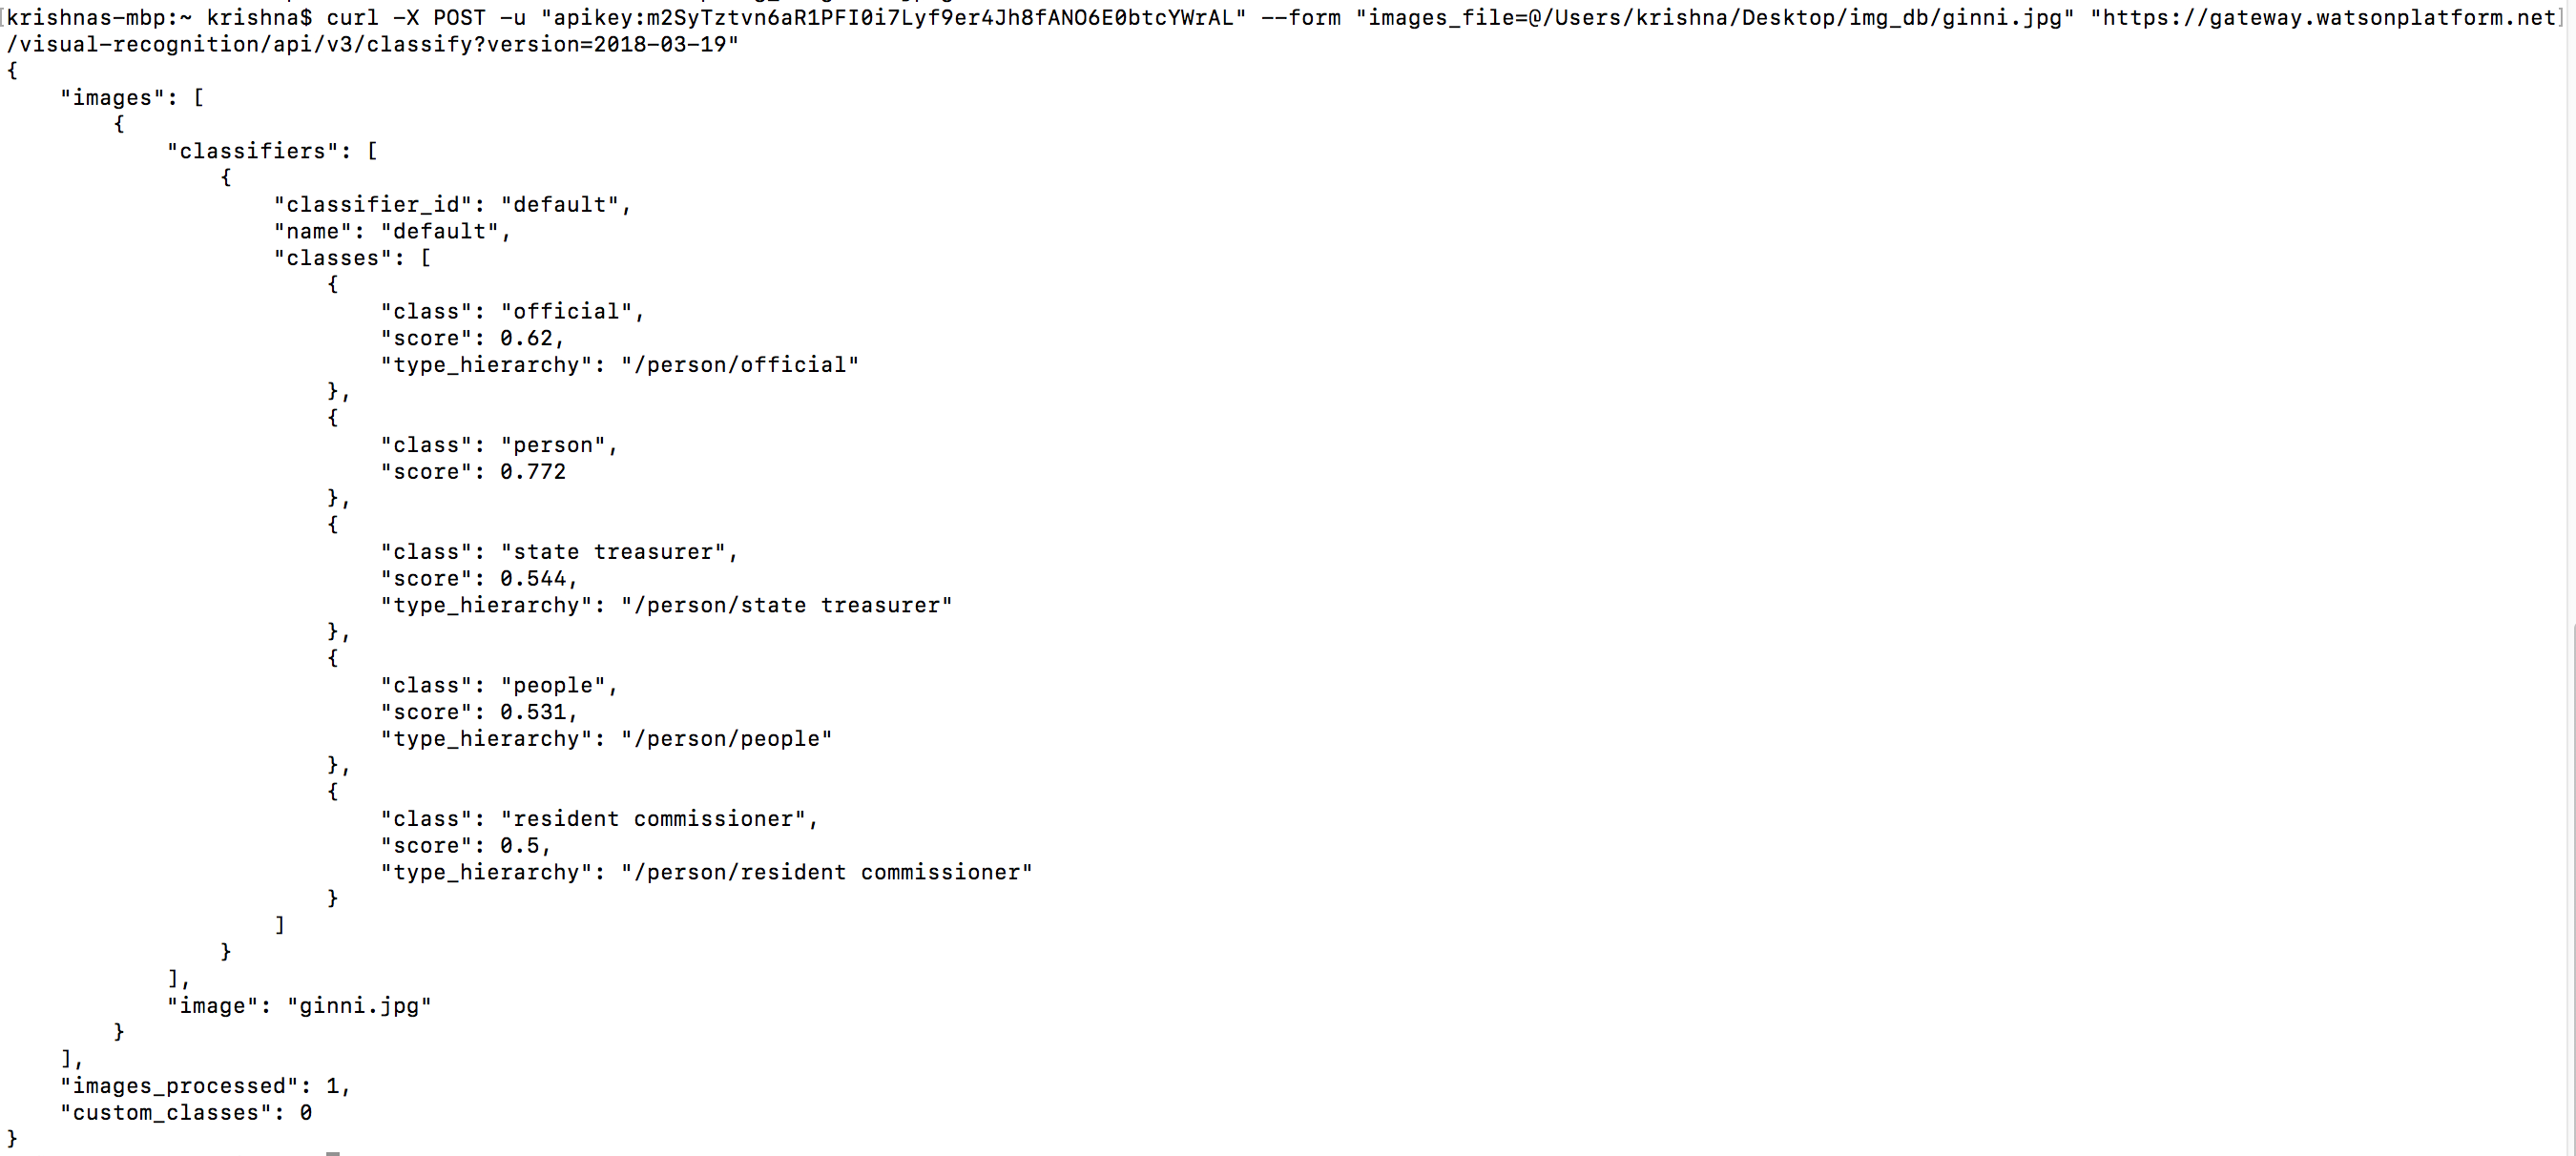 krishnas-mbp:~ krishna$ curl -X POST -u "apikey:m2SyTztvn6aR1PFI0i7Lyf9er4Jh8fANO6E0btcYWrAL" --form "images_file=@/Users/krishna/Desktop/img_db/ginni.jpg" "https://gateway.watsonplatform.net
/visual-recognition/api/v3/classify?version=2018-03-19"
{
    "images": [
        {
            "classifiers": [
                {
                    "classifier_id": "default",
                    "name": "default",
                    "classes": [
                        {
                            "class": "official",
                            "score": 0.62,
                            "type_hierarchy": "/person/official"
                        },
                        {
                            "class": "person",
                            "score": 0.772
                        },
                        {
                            "class": "state treasurer",
                            "score": 0.544,
                            "type_hierarchy": "/person/state treasurer"
                        },
                        {
                            "class": "people",
                            "score": 0.531,
                            "type_hierarchy": "/person/people"
                        },
                        {
                            "class": "resident commissioner",
                            "score": 0.5,
                            "type_hierarchy": "/person/resident commissioner"
                        }
                    ]
                }
            ],
            "image": "ginni.jpg"
        }
    ],
    "images_processed": 1,
    "custom_classes": 0
}